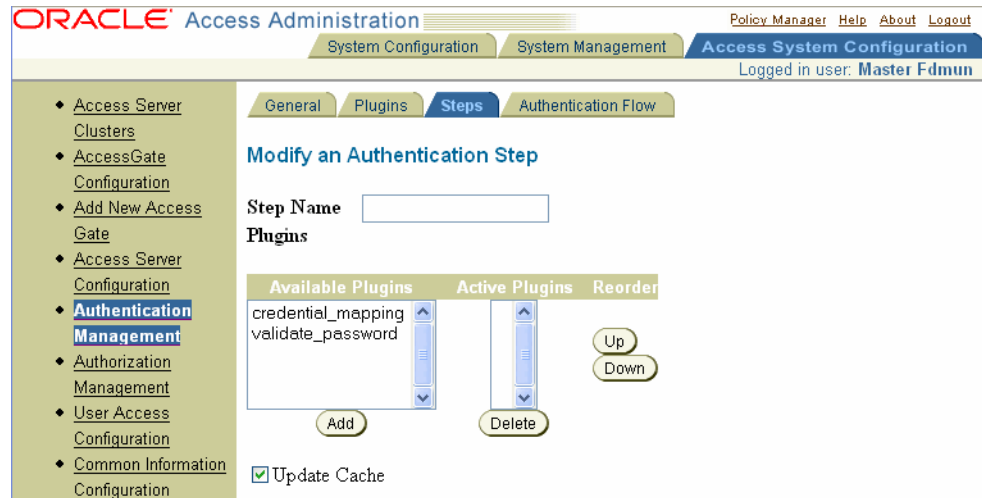 ORACLE Access Administration
Policy Manager Help About Logout
System Configuration System Management Access System Configuration
Logged in user: Master Fdmun
Access Server
Clusters
AccessGate
Configuration
Add New Access
Gate
Access Server
Configuration
Authentication
Management
Authorization
Management
User Access
Configuration
Common Information
Configuration
General Plugins Steps Authentication Flow
Modify an Authentication Step
Step Name
Plugins
Available Plugins Active Plugins Reorder
credential_mapping
validate_password
Up
Down
Add Delete
Update Cache